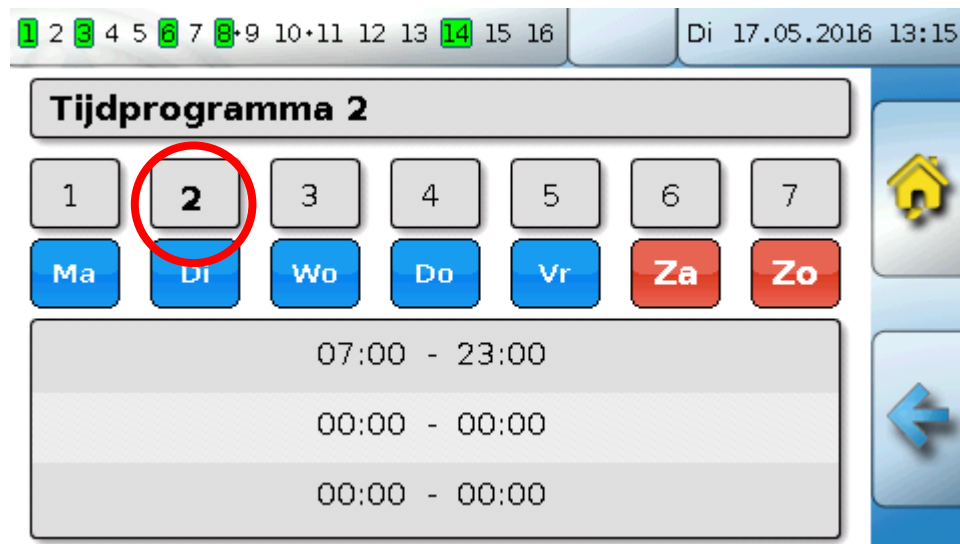 1 2 3 4 5 6 7 8·9 10·11 12 13 14 15 16 Di 17.05.2016 13:15
Tijdprogramma 2
1 2 3 4 5 6 7
Ma Di Wo Do Vr Za Zo
07:00 - 23:00
00:00 - 00:00
00:00 - 00:00